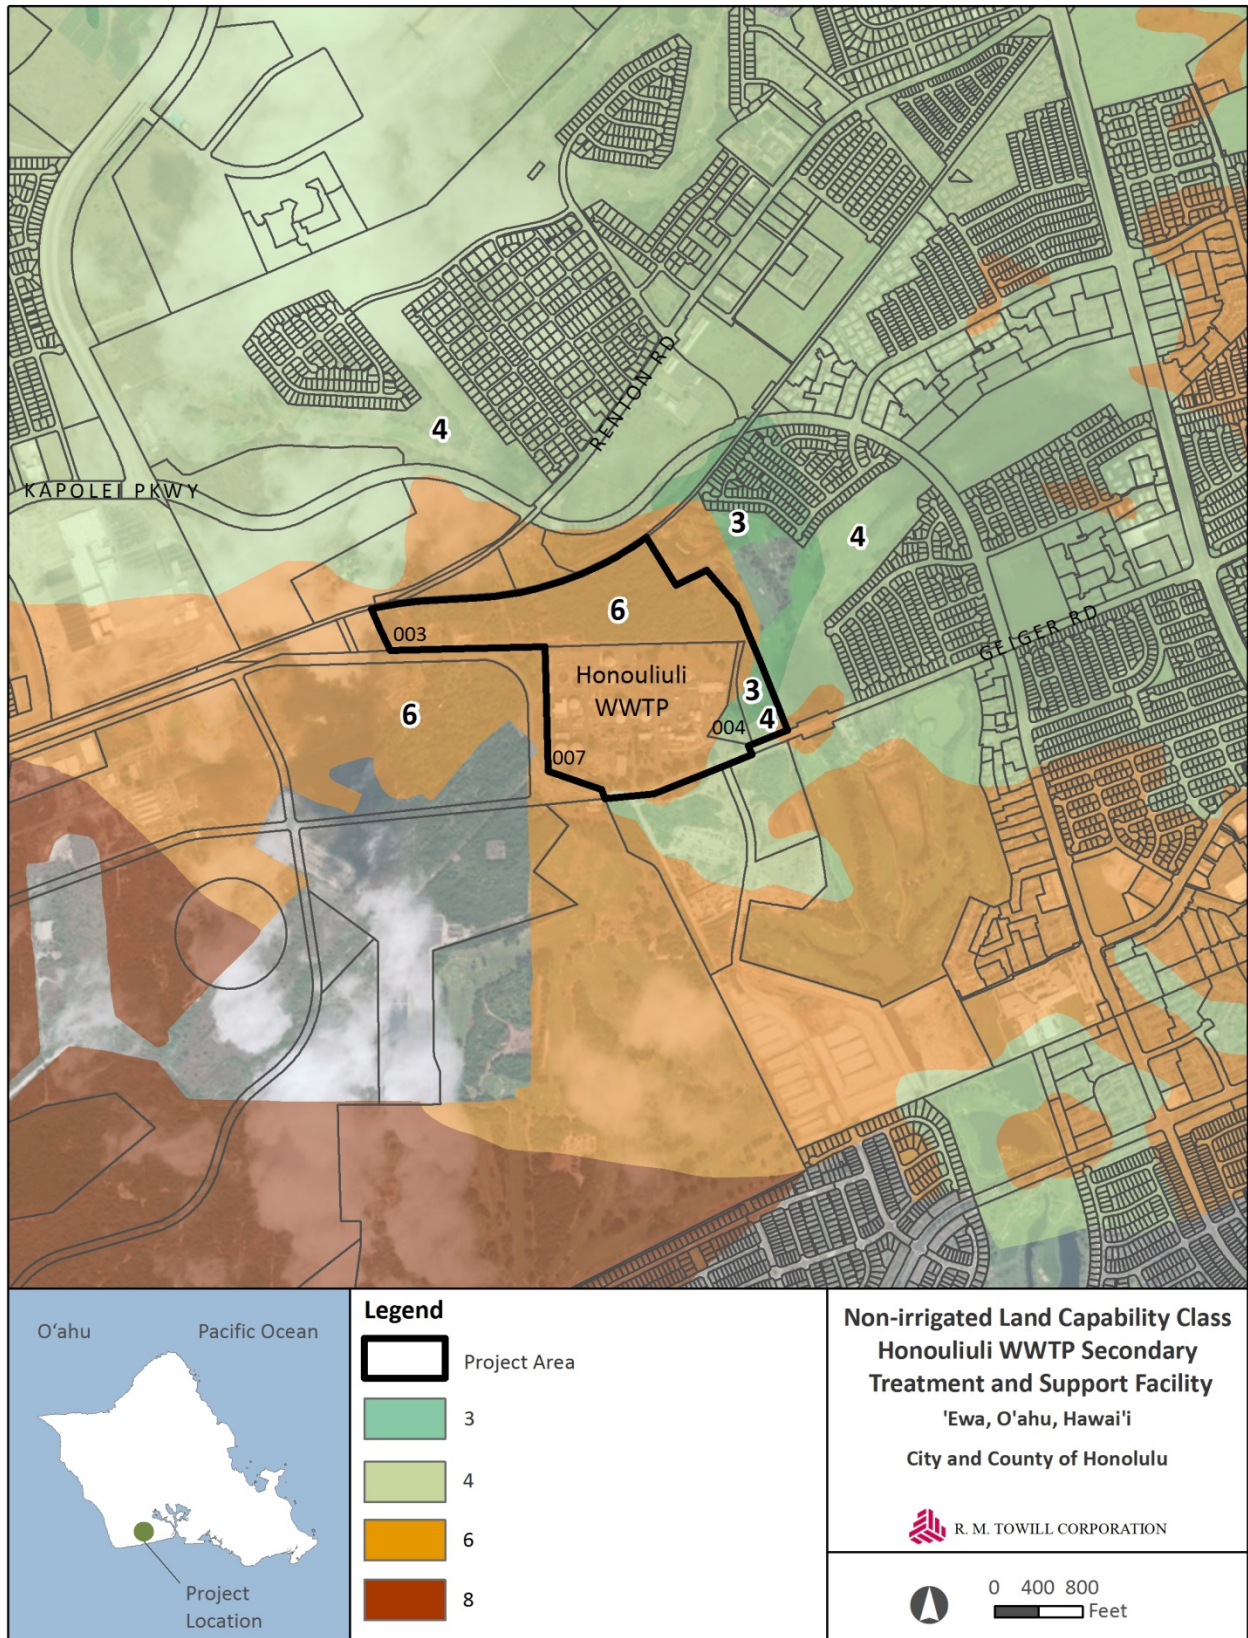 4
RENTON RD
KAPOLEI PKWY
3
4
6
GEIGER RD
003
Honouliuli
WWTP
3
6
004
4
007
O‘ahu
Pacific Ocean
Project
Location
Legend
Project Area
3
4
6
8
Non-irrigated Land Capability Class
Honouliuli WWTP Secondary
Treatment and Support Facility
'Ewa, O'ahu, Hawai'i
City and County of Honolulu
R. M. TOWILL CORPORATION
0 400 800
Feet